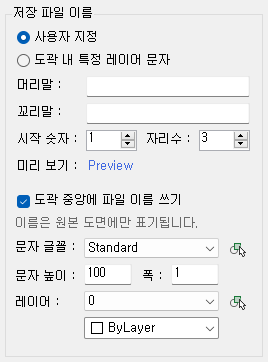 저장 파일 이름
사용자 지정
도곽 내 특정 레이어 문자
머리말 :
꼬리말 :
시작 숫자 : 1 자리수 : 3
미리 보기 : Preview
도곽 중앙에 파일 이름 쓰기
이름은 원본 도면에만 표기됩니다.
문자 글꼴 : Standard
문자 높이 : 100 폭 : 1
레이어 : 0
ByLayer